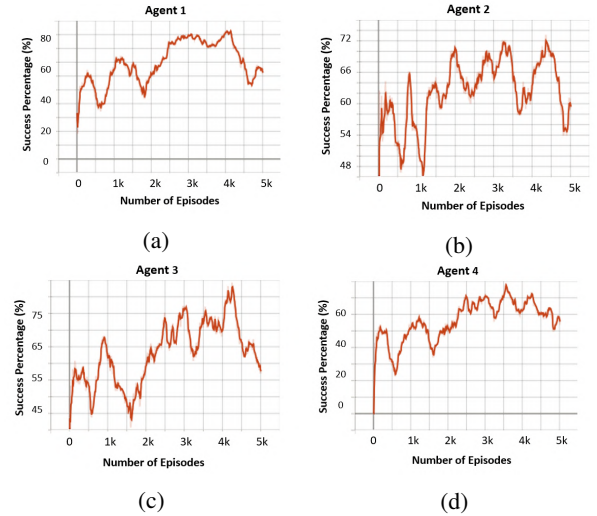 Agent 1
Success Percentage (%)
80
60
40
20
0
0 1k 2k 3k 4k 5k
Number of Episodes
(a)
Agent 2
Success Percentage (%)
72
66
60
54
48
0 1k 2k 3k 4k 5k
Number of Episodes
(b)
Agent 3
Success Percentage (%)
75
65
55
45
0 1k 2k 3k 4k 5k
Number of Episodes
(c)
Agent 4
Success Percentage (%)
60
40
20
0
0 1k 2k 3k 4k 5k
Number of Episodes
(d)